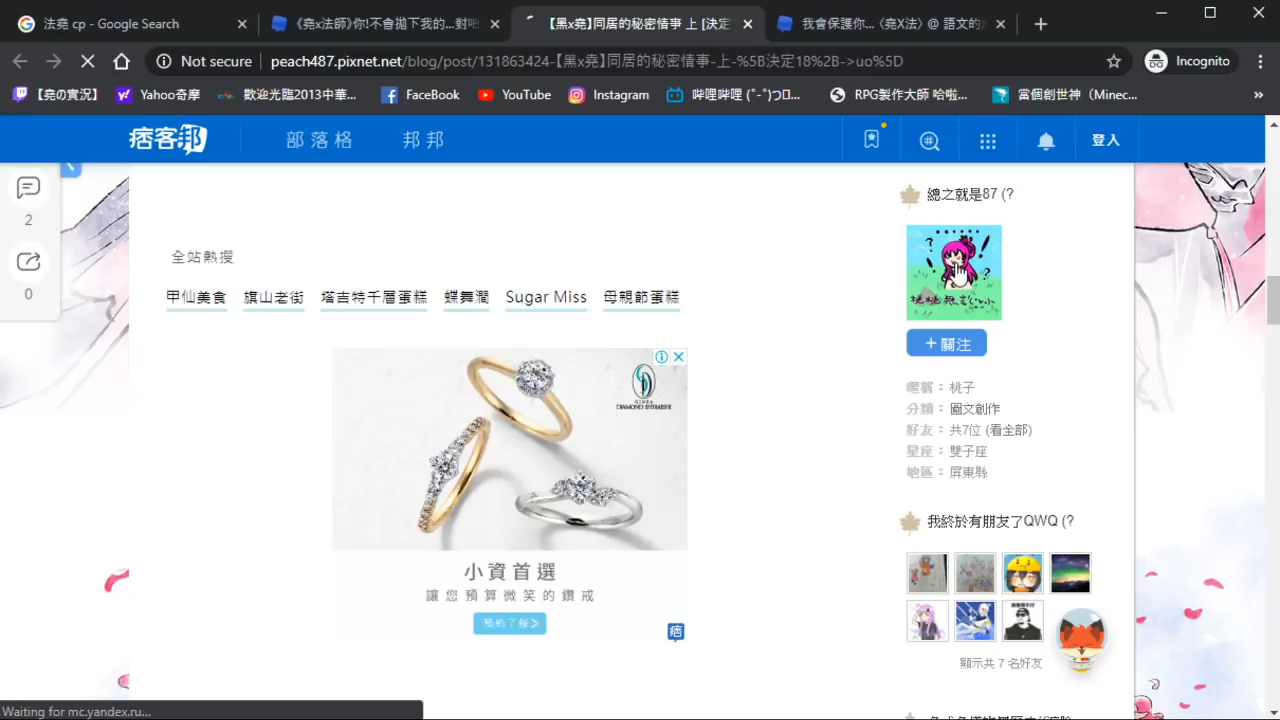 法堯 cp - Google Search
《堯x法師》你!不會拋下我的...對吧
【黑x堯】同居的秘密情事 上 [決定
我會保護你...〈堯X法〉 @ 語文的
Not secure
peach487.pixnet.net/blog/post/131863424-【黑x堯】同居的秘密情事-上-%5B決定18%2B->uo%5D
Incognito
【堯の實況】
Yahoo奇摩
歡迎光臨2013中華...
FaceBook
YouTube
Instagram
哔哩哔哩 (˚-˚)つ
RPG製作大師 哈啦...
當個創世神（Minec...
»
痞客邦
部落格
邦邦
登入
2
0
全站熱搜
甲仙美食 旗山老街 塔吉特千層蛋糕 蝶舞澗 Sugar Miss 母親節蛋糕
GINZA
DIAMOND SHIRAISHI
小資首選
讓您預算微笑的鑽戒
預約了解>
痞
總之就是87 (?
+關注
暱稱：桃子
分類：圖文創作
好友：共7位 (看全部)
星座：雙子座
地區：屏東縣
我終於有朋友了QWQ (?
顯示共 7 名好友
Waiting for mc.yandex.ru...